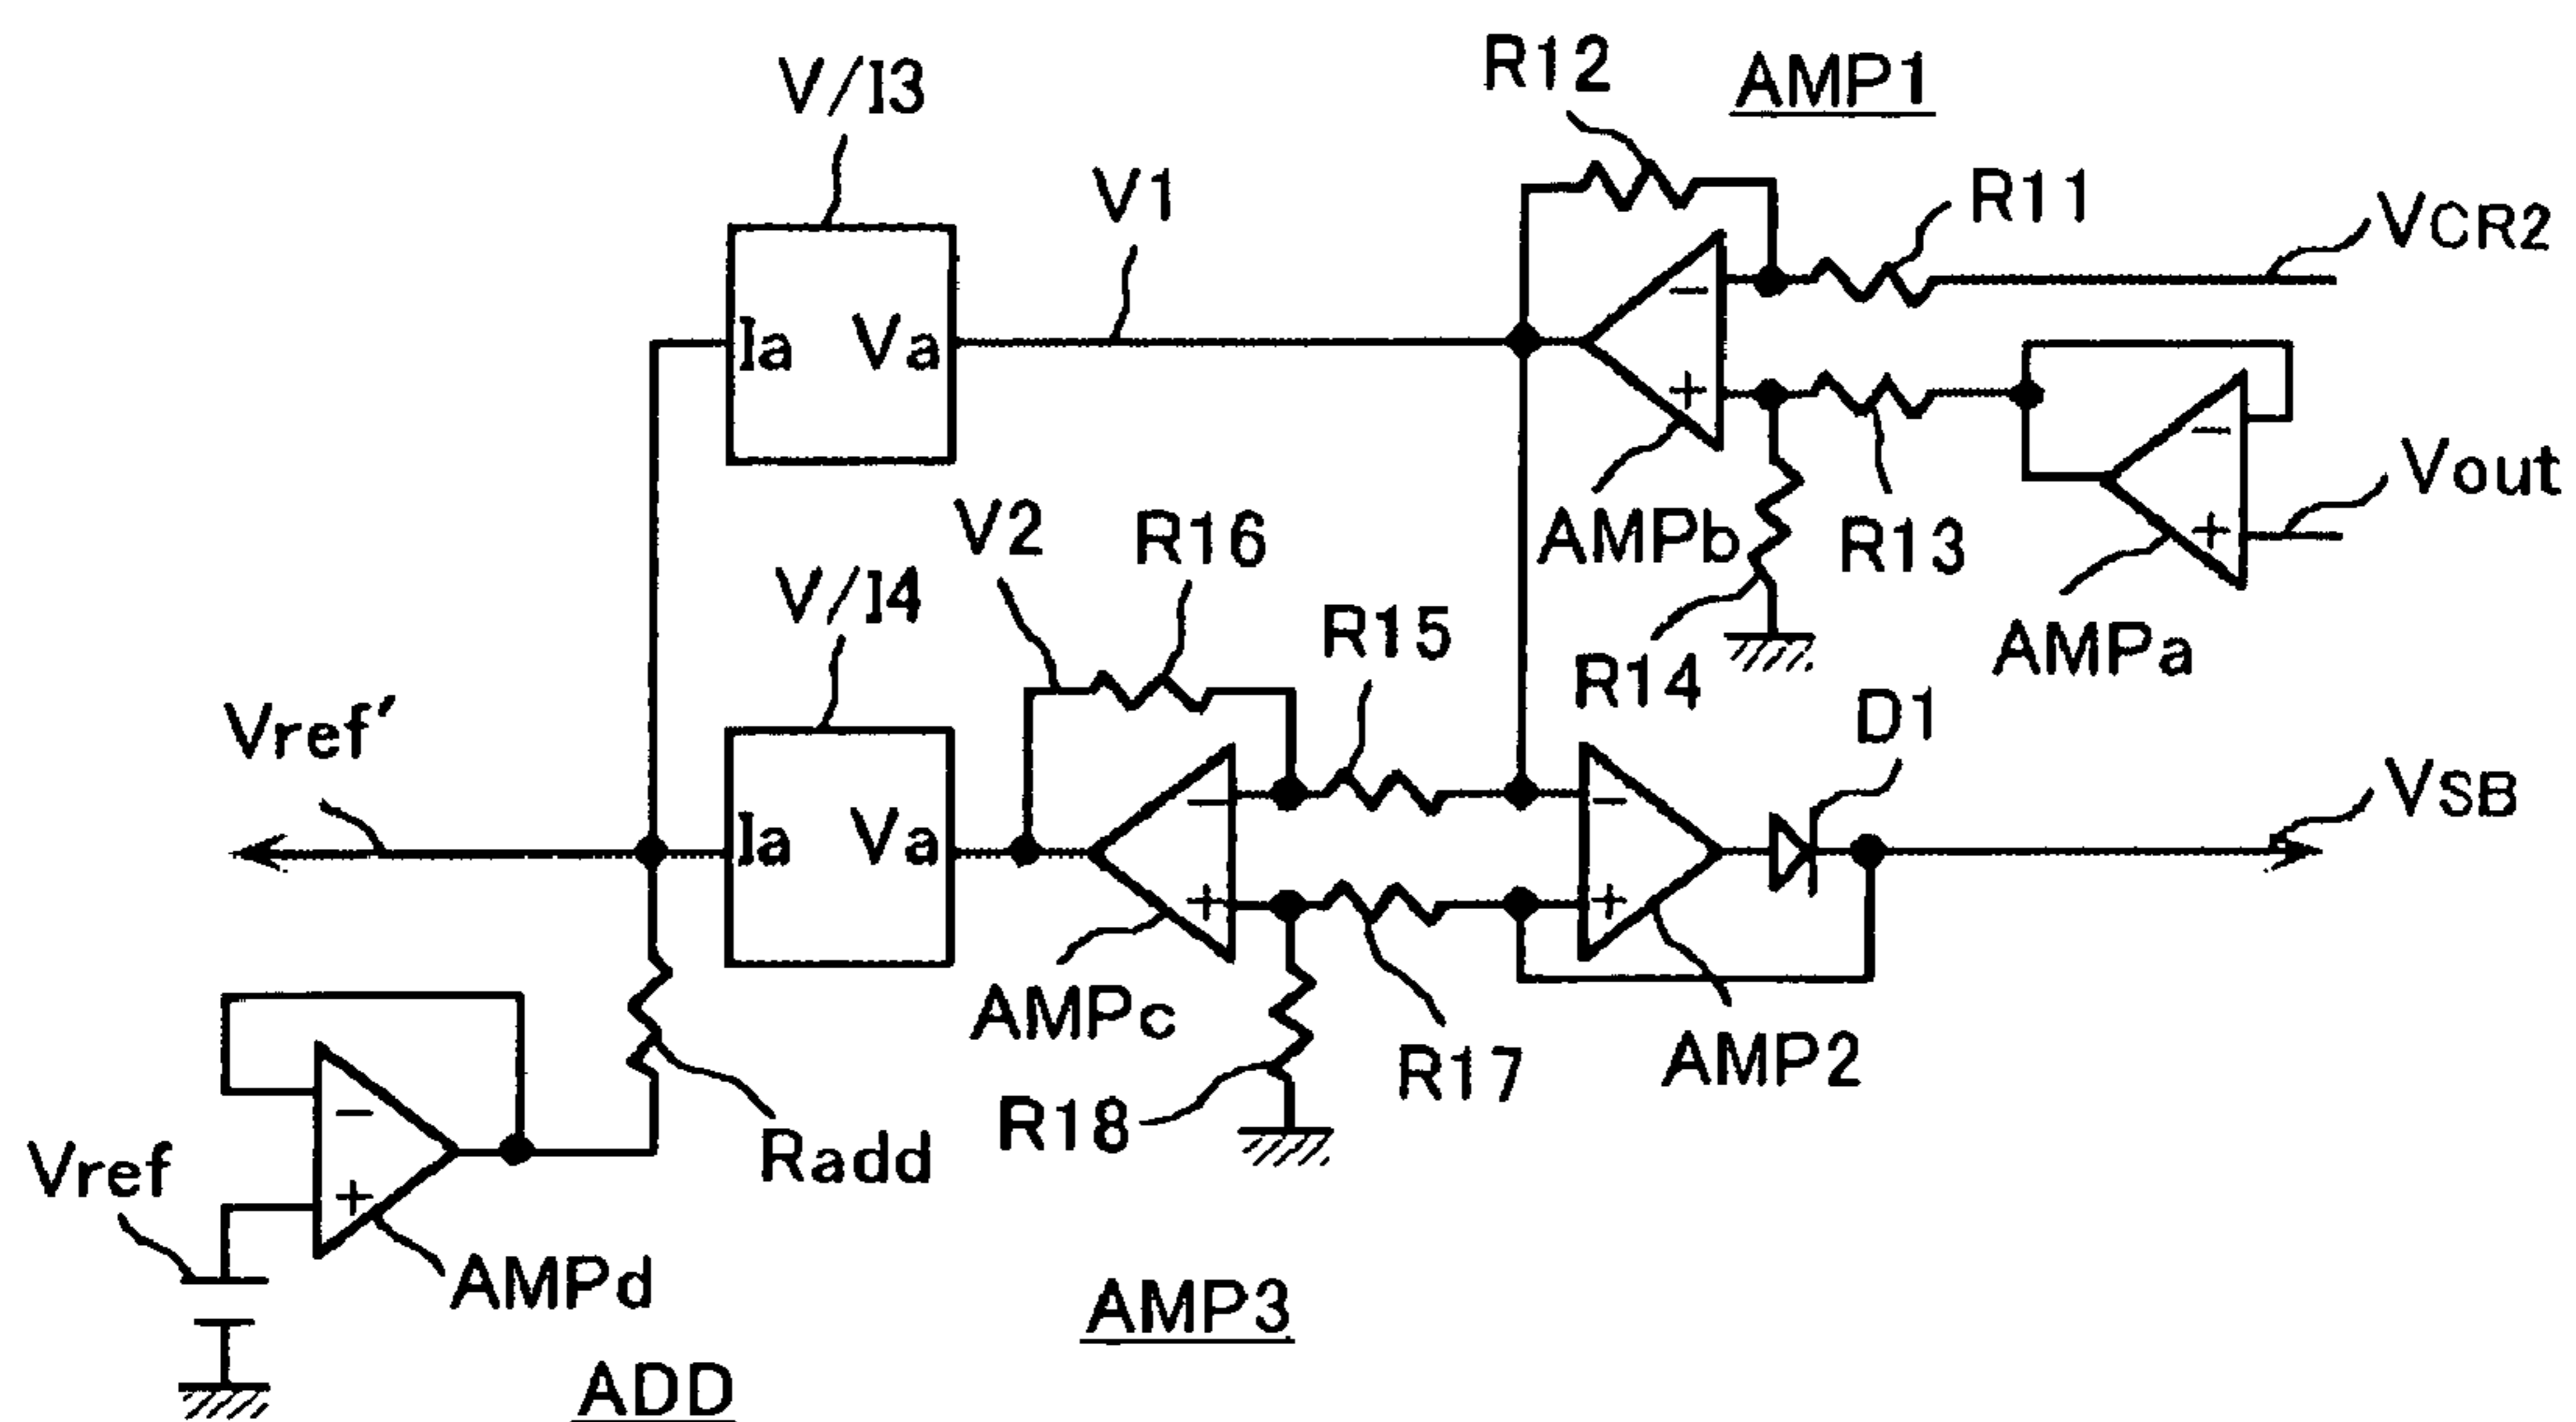 R12
AMP1
V/I3
V1
R11
VCR2
Ia
Va
−
+
−
+
V2
R16
AMPb
R13
Vout
V/I4
R15
R14
AMPa
D1
Vref′
VSB
Ia
Va
−
+
−
+
AMPc
R17
AMP2
R18
Radd
−
+
Vref
AMPd
AMP3
ADD